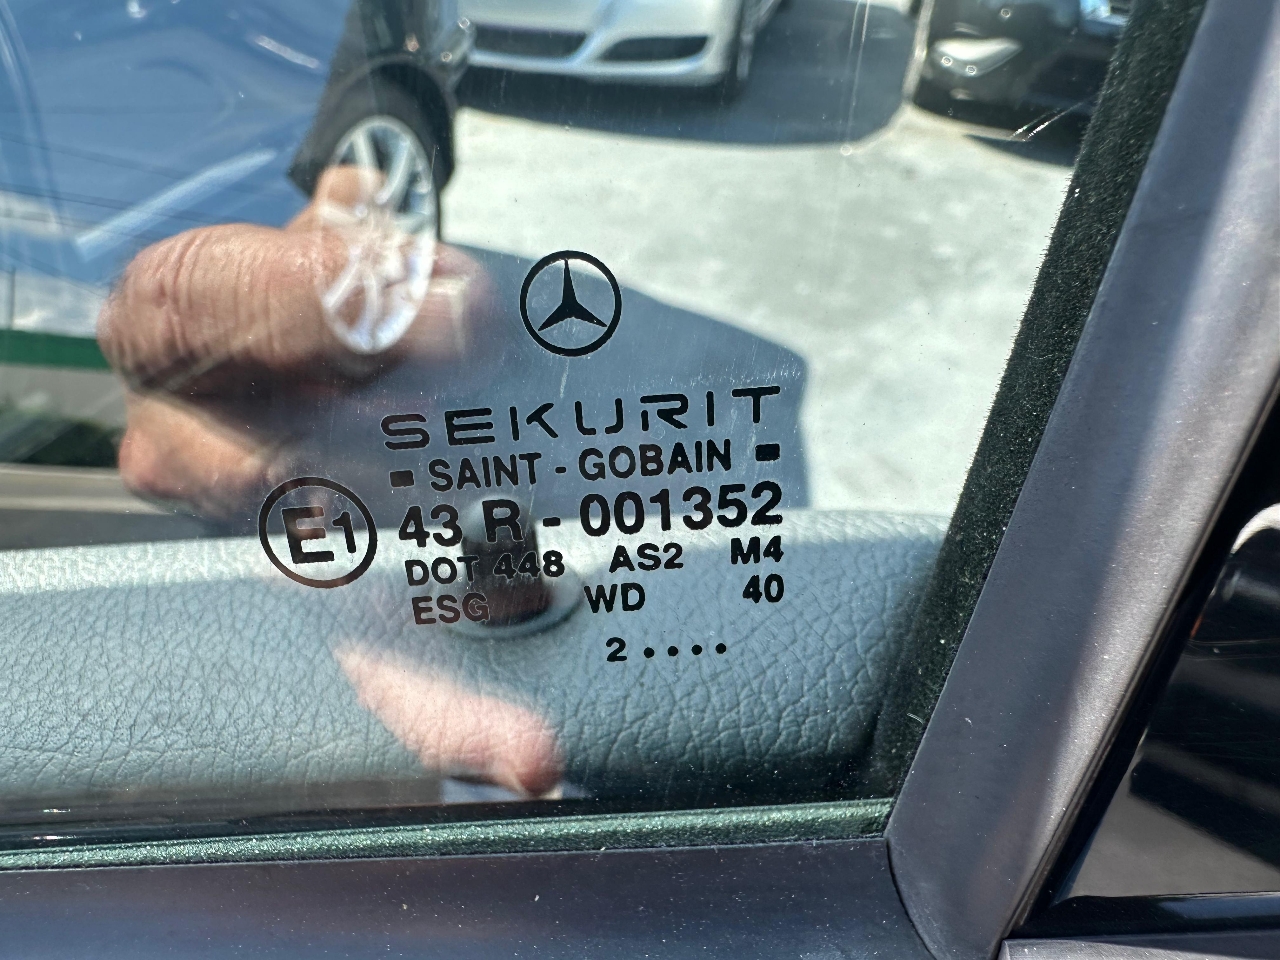 SEKURIT
SAINT - GOBAIN
E1 43 R - 001352
DOT 448 AS2 M4
ESG WD 40
2 • • • •